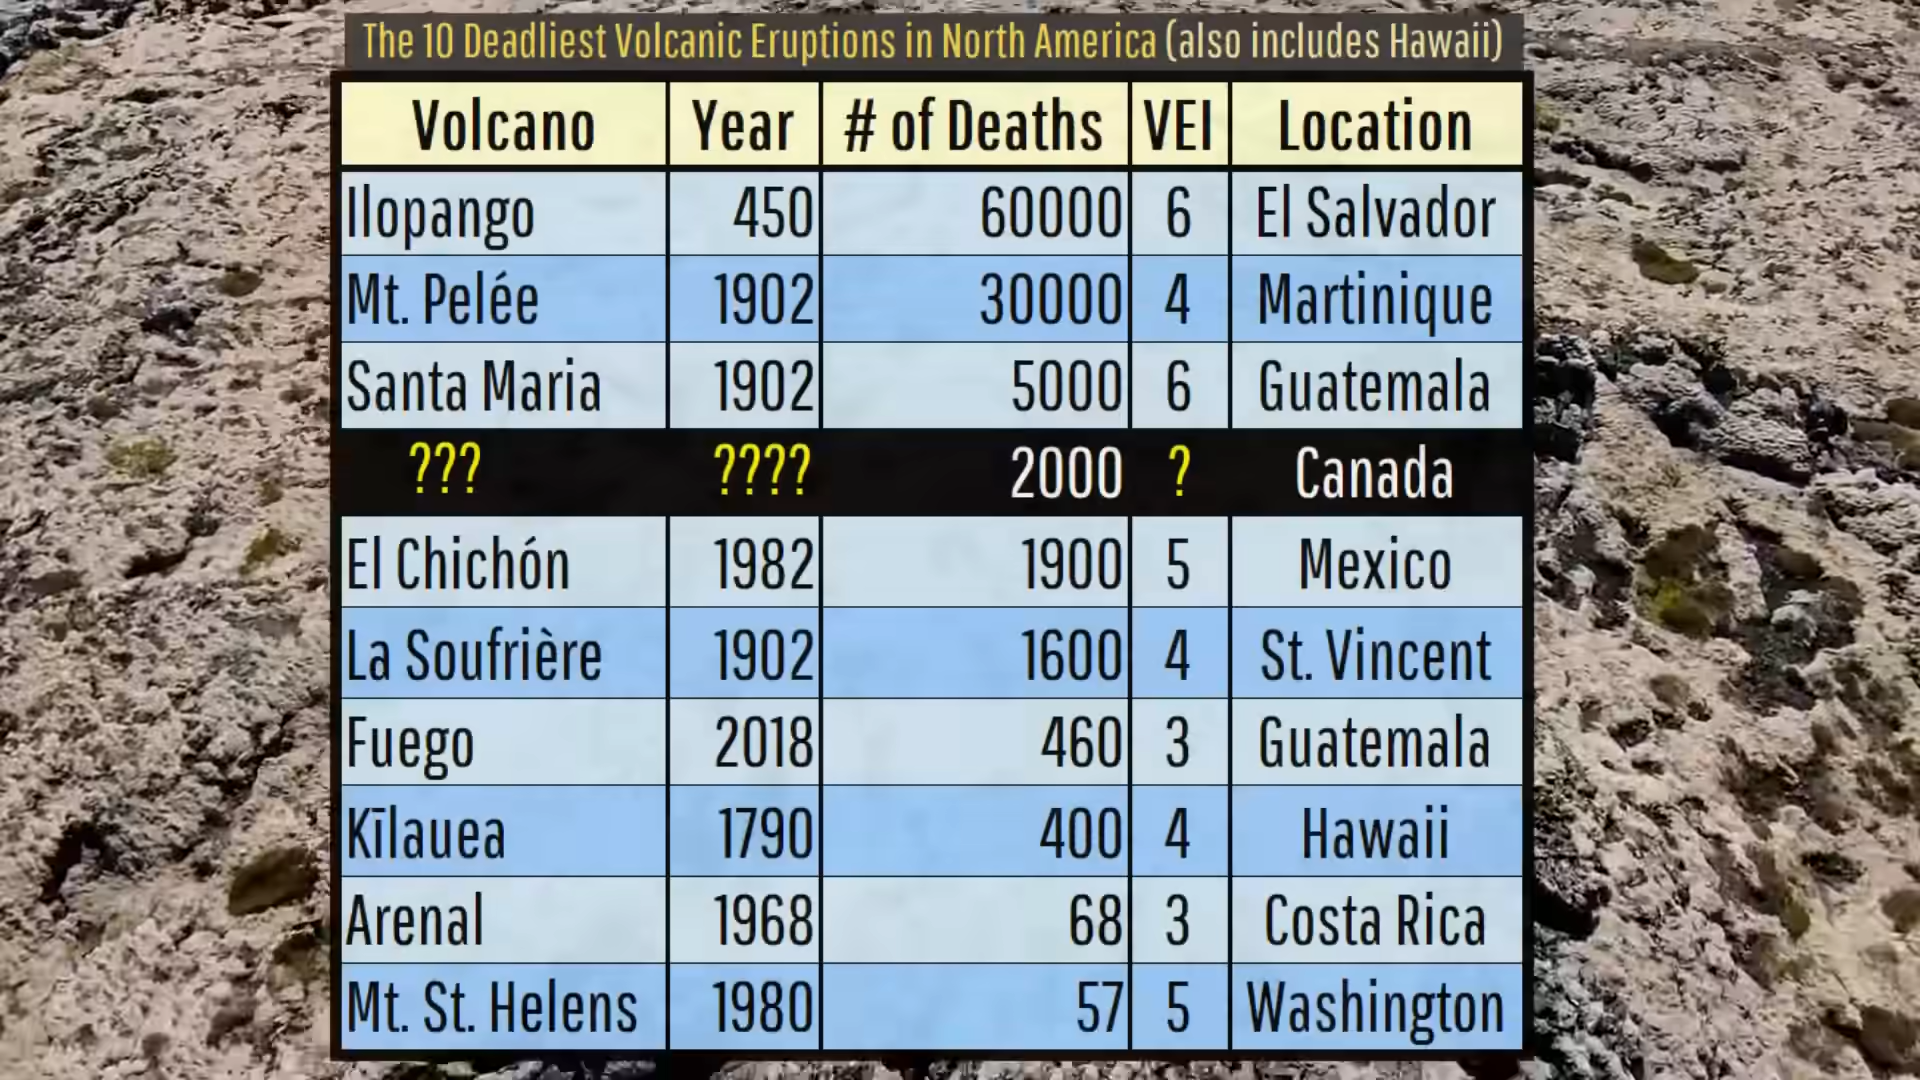 The 10 Deadliest Volcanic Eruptions in North America (also includes Hawaii)
Volcano Year # of Deaths VEI Location
Ilopango 450 60000 6 El Salvador
Mt. Pelée 1902 30000 4 Martinique
Santa Maria 1902 5000 6 Guatemala
??? ???? 2000 ? Canada
El Chichón 1982 1900 5 Mexico
La Soufrière 1902 1600 4 St. Vincent
Fuego 2018 460 3 Guatemala
Kīlauea 1790 400 4 Hawaii
Arenal 1968 68 3 Costa Rica
Mt. St. Helens 1980 57 5 Washington